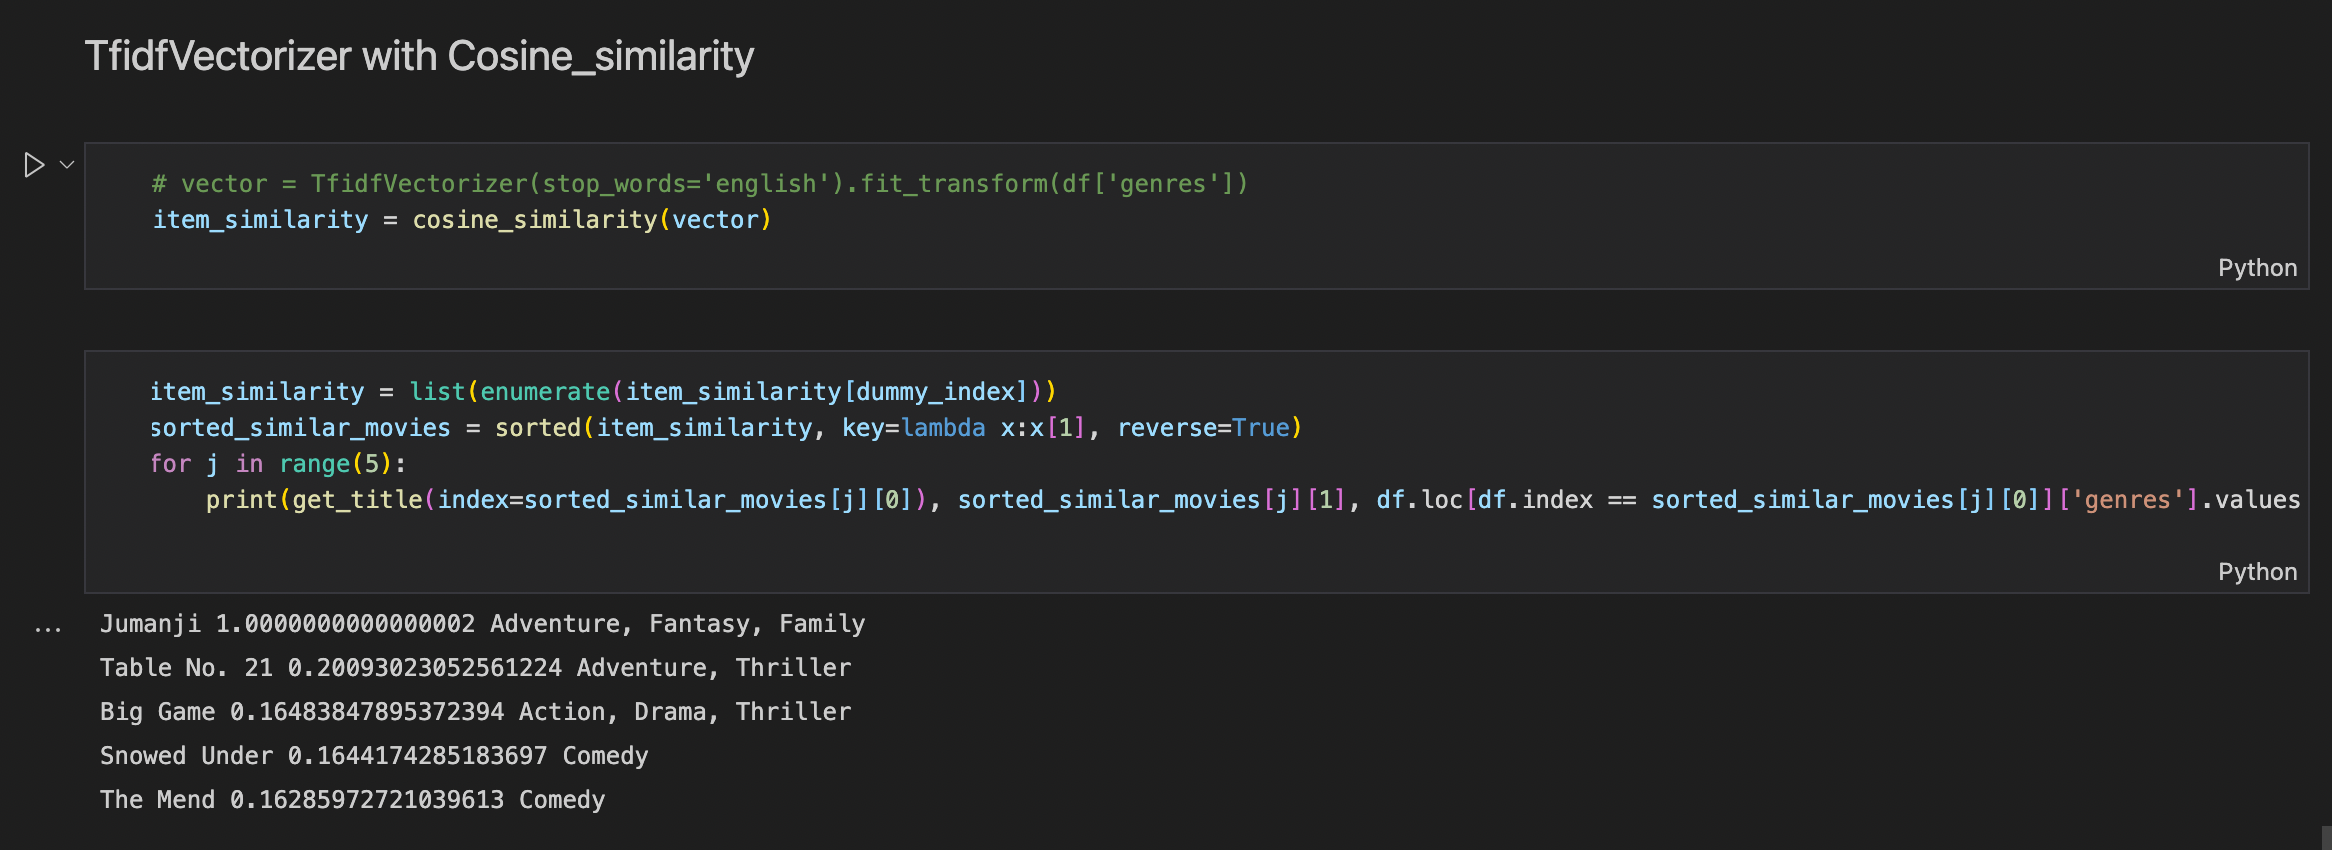 TfidfVectorizer with Cosine_similarity
# vector = TfidfVectorizer(stop_words='english').fit_transform(df['genres'])
item_similarity = cosine_similarity(vector)
Python
item_similarity = list(enumerate(item_similarity[dummy_index]))
sorted_similar_movies = sorted(item_similarity, key=lambda x:x[1], reverse=True)
for j in range(5):
    print(get_title(index=sorted_similar_movies[j][0]), sorted_similar_movies[j][1], df.loc[df.index == sorted_similar_movies[j][0]]['genres'].values
Python
...
Jumanji 1.0000000000000002 Adventure, Fantasy, Family
Table No. 21 0.20093023052561224 Adventure, Thriller
Big Game 0.16483847895372394 Action, Drama, Thriller
Snowed Under 0.1644174285183697 Comedy
The Mend 0.16285972721039613 Comedy